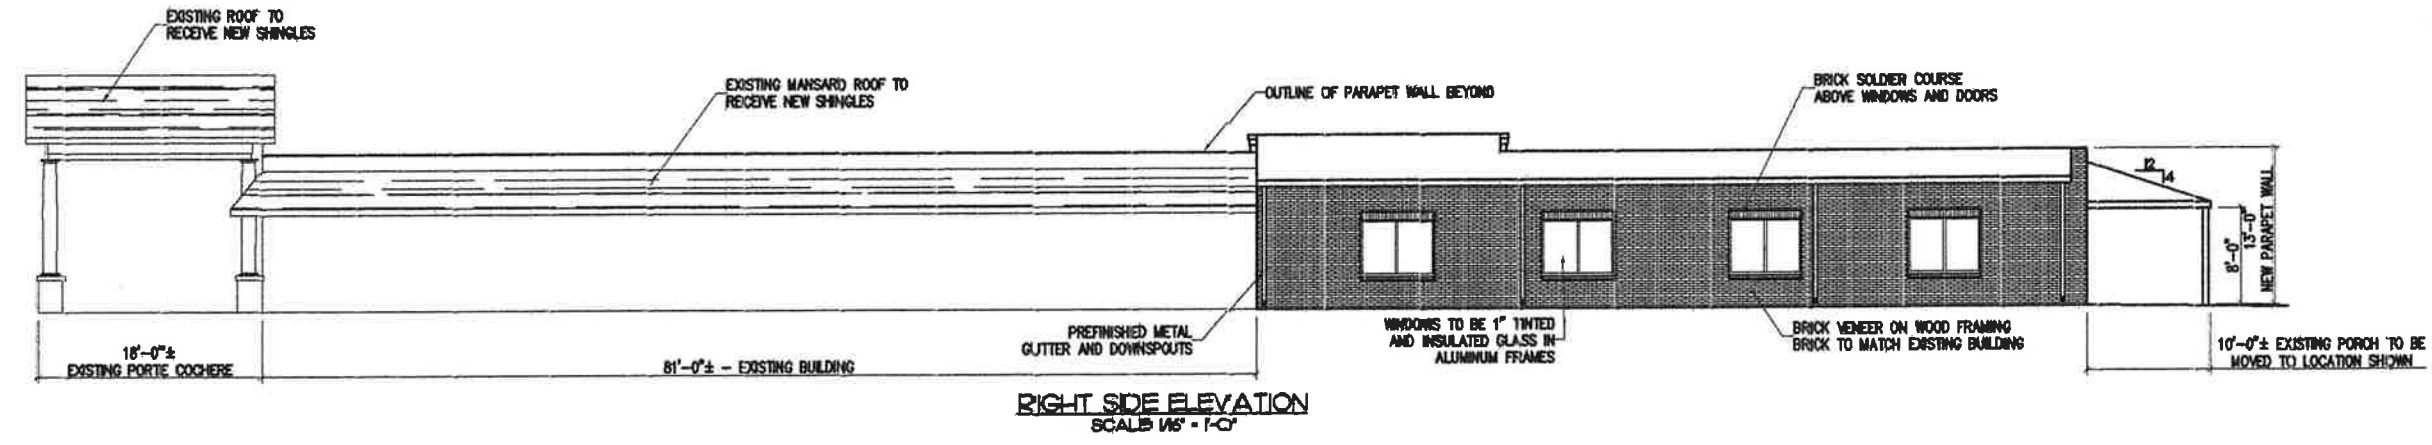 EXISTING ROOF TO
RECEIVE NEW SHINGLES
EXISTING MANSARD ROOF TO
RECEIVE NEW SHINGLES
OUTLINE OF PARAPET WALL BEYOND
BRICK SOLDIER COURSE
ABOVE WINDOWS AND DOORS
12
4
8'-0"
13'-0"
NEW PARAPET WALL
PREFINISHED METAL
GUTTER AND DOWNSPOUTS
WINDOWS TO BE 1" TINTED
AND INSULATED GLASS IN
ALUMINUM FRAMES
BRICK VENEER ON WOOD FRAMING
BRICK TO MATCH EXISTING BUILDING
18'-0"±
EXISTING PORTE COCHERE
81'-0"± - EXISTING BUILDING
10'-0"± EXISTING PORCH TO BE
MOVED TO LOCATION SHOWN
RIGHT SIDE ELEVATION
SCALE: 1/16" = 1'-0"